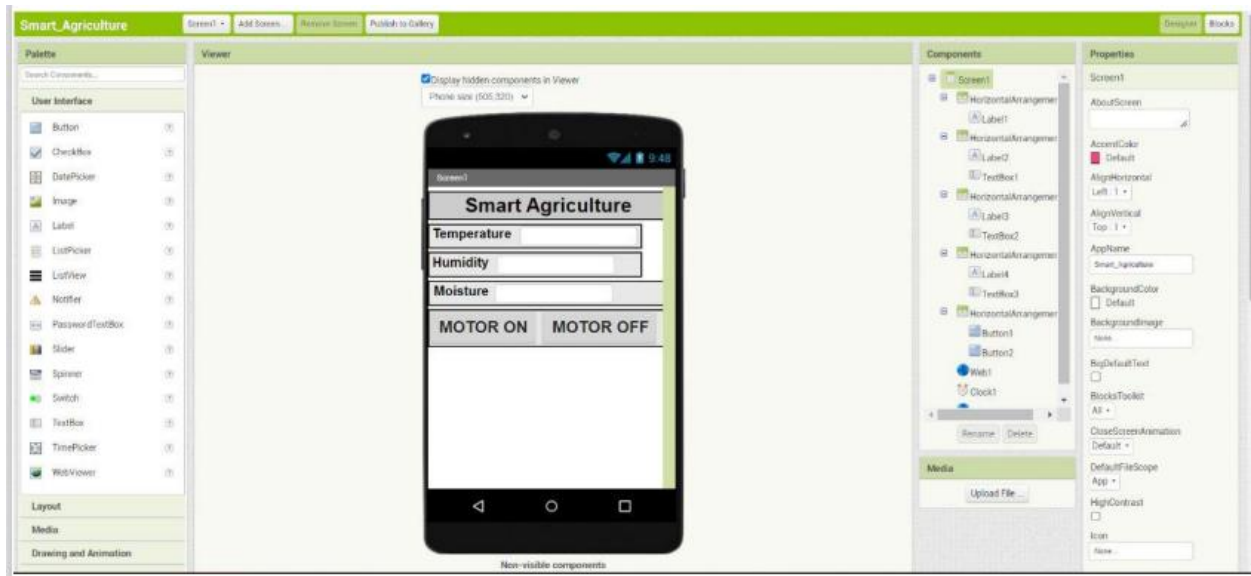 Smart_Agriculture
Screen1
Add Screen...
Remove Screen
Publish to Gallery
Designer
Blocks
Palette
Search Components...
User Interface
Button
CheckBox
DatePicker
Image
Label
ListPicker
ListView
Notifier
PasswordTextBox
Slider
Spinner
Switch
TextBox
TimePicker
WebViewer
Layout
Media
Drawing and Animation
Viewer
Display hidden components in Viewer
Phone size (505,320)
9:48
Screen1
Smart Agriculture
Temperature
Humidity
Moisture
MOTOR ON MOTOR OFF
Non-visible components
Components
Screen1
HorizontalArrangemer
Label1
HorizontalArrangemer
Label2
TextBox1
HorizontalArrangemer
Label3
TextBox2
HorizontalArrangemer
Label4
TextBox3
HorizontalArrangemer
Button1
Button2
Web1
Clock1
Rename Delete
Media
Upload File ...
Properties
Screen1
AboutScreen
AccentColor
Default
AlignHorizontal
Left : 1
AlignVertical
Top : 1
AppName
Smart_Agriculture
BackgroundColor
Default
BackgroundImage
None...
BigDefaultText
BlocksToolkit
All
CloseScreenAnimation
Default
DefaultFileScope
App
HighContrast
Icon
None...